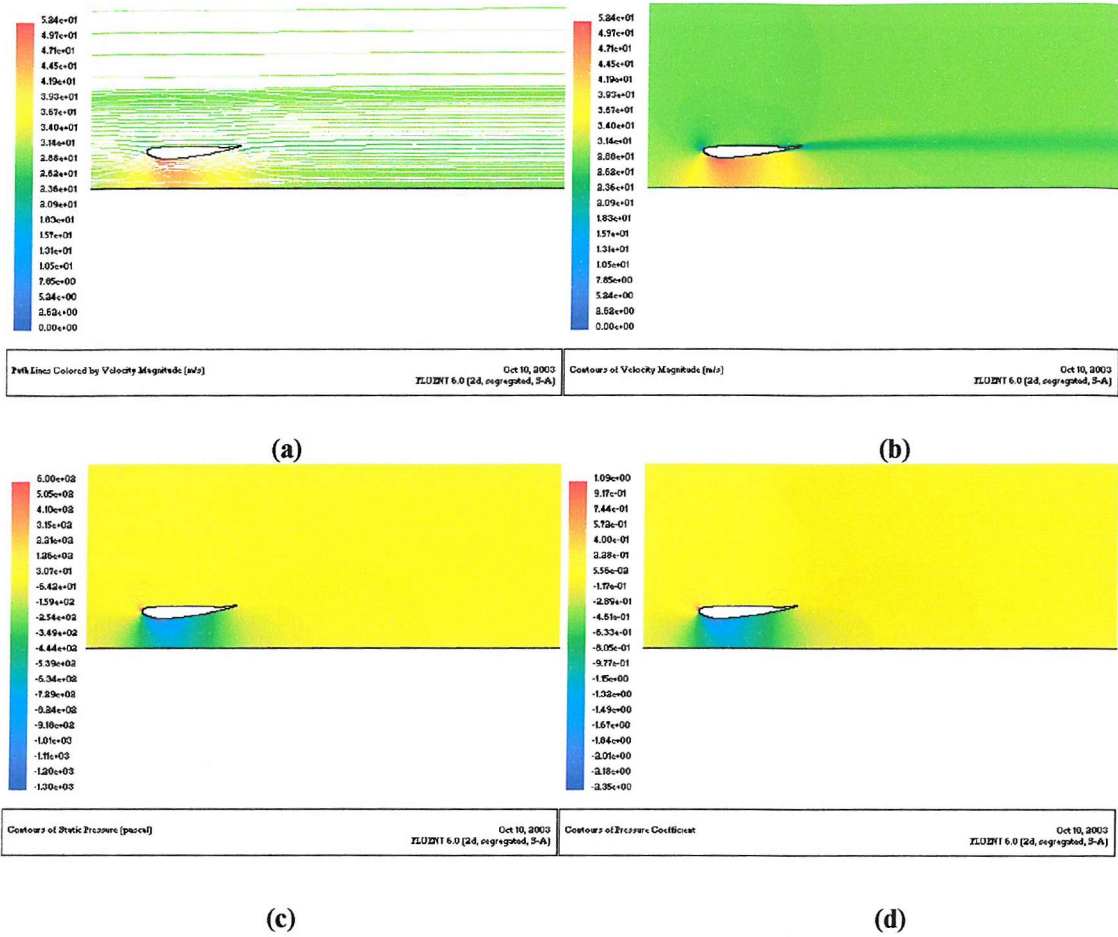 5.24e+01
4.97e+01
4.71e+01
4.45e+01
4.19e+01
3.93e+01
3.67e+01
3.40e+01
3.14e+01
2.88e+01
2.62e+01
2.36e+01
2.09e+01
1.83e+01
1.57e+01
1.31e+01
1.05e+01
7.85e+00
5.24e+00
2.62e+00
0.00e+00
Path Lines Colored by Velocity Magnitude (m/s)
Oct 10, 2003
FLUENT 6.0 (2d, segregated, S-A)
(a)
5.24e+01
4.97e+01
4.71e+01
4.45e+01
4.19e+01
3.93e+01
3.67e+01
3.40e+01
3.14e+01
2.88e+01
2.62e+01
2.36e+01
2.09e+01
1.83e+01
1.57e+01
1.31e+01
1.05e+01
7.85e+00
5.24e+00
2.62e+00
0.00e+00
Contours of Velocity Magnitude (m/s)
Oct 10, 2003
FLUENT 6.0 (2d, segregated, S-A)
(b)
6.00e+02
5.05e+02
4.10e+02
3.15e+02
2.21e+02
1.26e+02
3.07e+01
-6.42e+01
-1.59e+02
-2.54e+02
-3.49e+02
-4.44e+02
-5.39e+02
-6.34e+02
-7.29e+02
-8.24e+02
-9.18e+02
-1.01e+03
-1.11e+03
-1.20e+03
-1.30e+03
Contours of Static Pressure (pascal)
Oct 10, 2003
FLUENT 6.0 (2d, segregated, S-A)
(c)
1.09e+00
9.17e-01
7.44e-01
5.72e-01
4.00e-01
2.28e-01
5.56e-02
-1.17e-01
-2.89e-01
-4.61e-01
-6.33e-01
-8.05e-01
-9.77e-01
-1.15e+00
-1.32e+00
-1.49e+00
-1.67e+00
-1.84e+00
-2.01e+00
-2.18e+00
-2.35e+00
Contours of Pressure Coefficient
Oct 10, 2003
FLUENT 6.0 (2d, segregated, S-A)
(d)